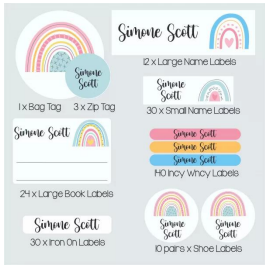 Simone Scott
12 x Large Name Labels
Simone
Scott
1 x Bag Tag
3 x Zip Tag
Simone
Scott
30 x Small Name Labels
Simone Scott
24 x Large Book Labels
Simone Scott
Simone Scott
Simone Scott
140 Incy Wincy Labels
Simone Scott
30 x Iron On Labels
Simone Scott
Simone Scott
10 pairs x Shoe Labels